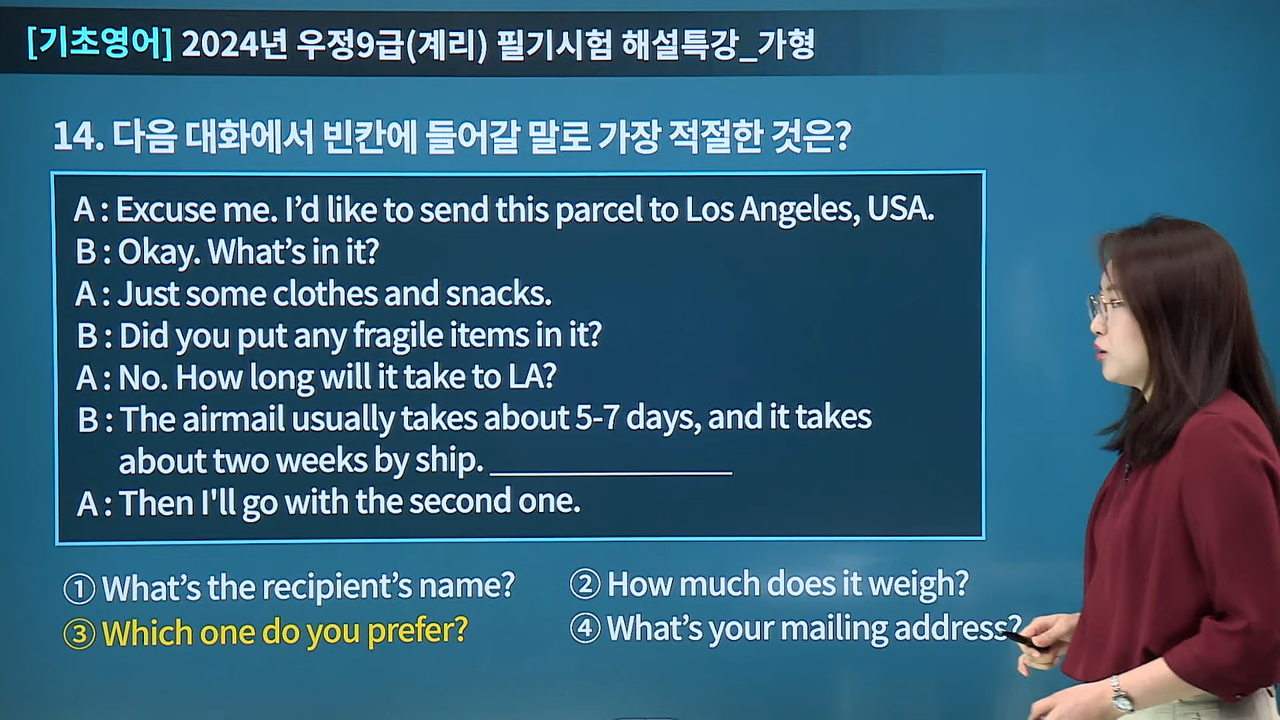 [기초영어] 2024년 우정9급(계리) 필기시험 해설특강_가형
14. 다음 대화에서 빈칸에 들어갈 말로 가장 적절한 것은?
A : Excuse me. I’d like to send this parcel to Los Angeles, USA.
B : Okay. What’s in it?
A : Just some clothes and snacks.
B : Did you put any fragile items in it?
A : No. How long will it take to LA?
B : The airmail usually takes about 5-7 days, and it takes
about two weeks by ship. ______________
A : Then I'll go with the second one.
① What’s the recipient’s name? ② How much does it weigh?
③ Which one do you prefer? ④ What’s your mailing address?